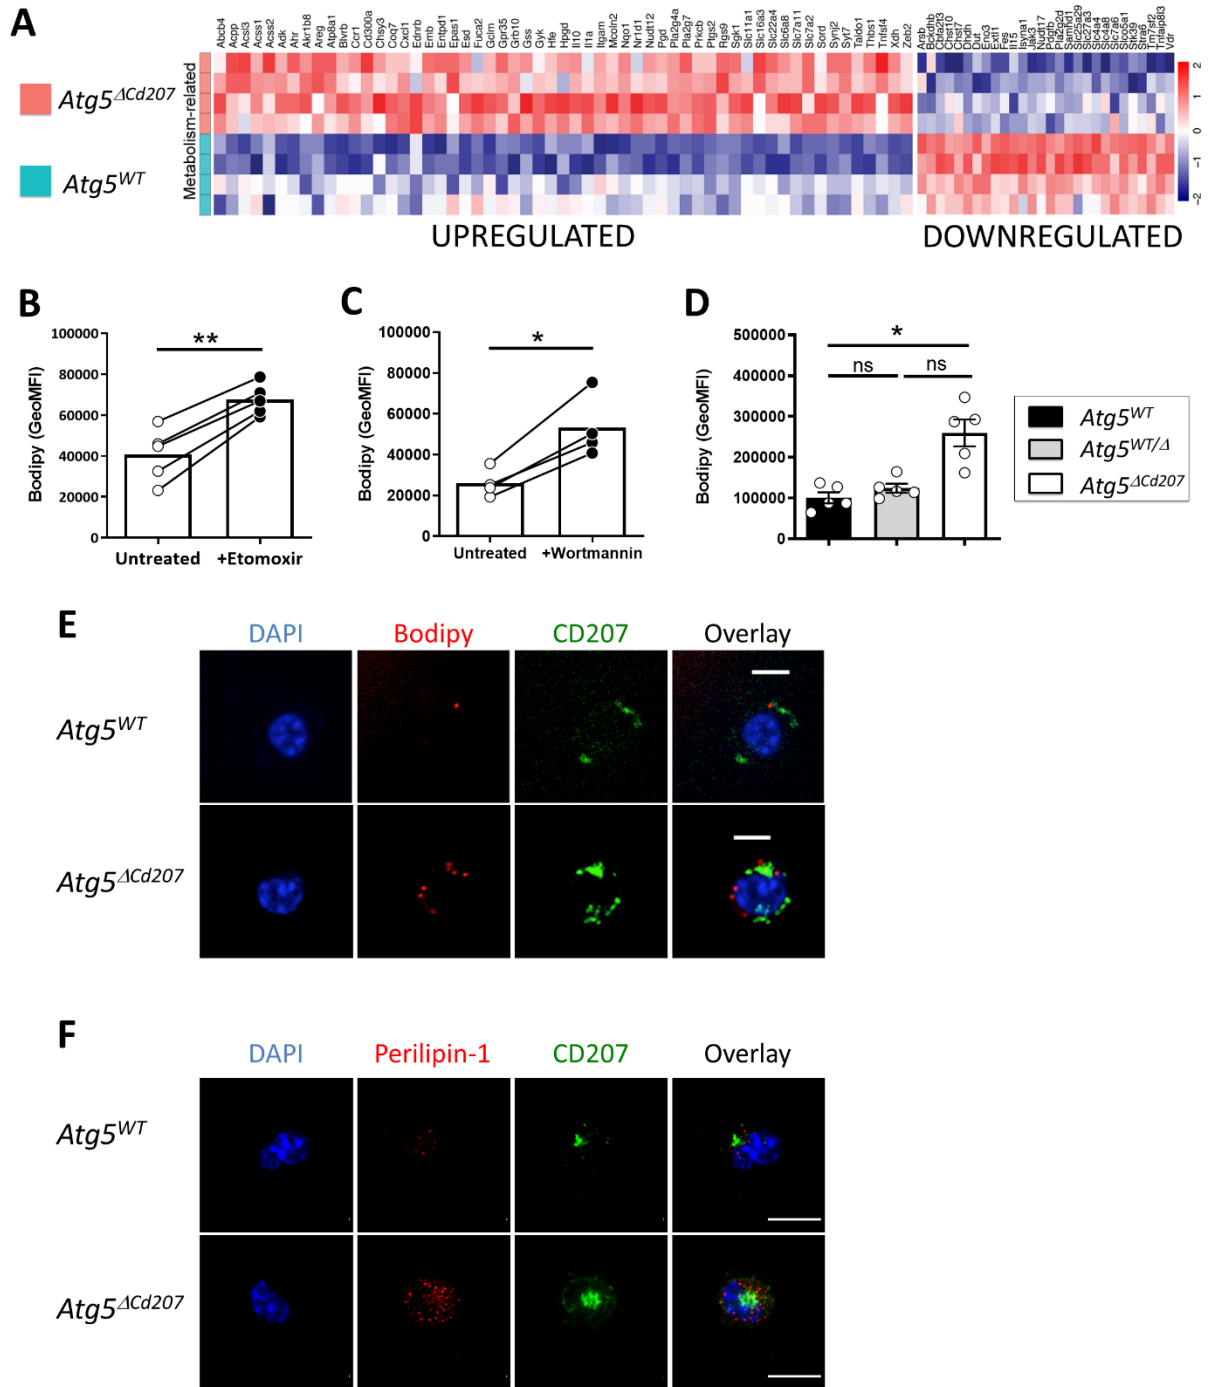 A
Abcb4 Acpp Acsl3 Acss1 Acss2 Adk Ahr Akr1b8 Areg Atp8a1 Blvrb Ccr1 Cd300a Chsy3 Coq7 Cxcl1 Ednrb Emb Entpd1 Epas1 Esd Fuca2 Gclm Gpr35 Grb10 Gss Gyk Hfe Hpgd Il10 Il1a Itgam Mcoln2 Nqo1 Nr1d1 Nudt12 Pgd Pla2g4a Pla2g7 Prkcb Ptgs2 Rgs9 Sgk1 Slc11a1 Slc16a3 Slc22a4 Slc6a8 Slc7a11 Slc7a2 Sord Synj2 Syt7 Taldo1 Thbs1 Tnfsf4 Xdh Zeb2
Arsb Bckdhb Cbfa2t3 Chst10 Chst7 Dhdh Dut Eno3 Extl1 Fes Il15 Isyna1 Jak3 Nudt17 Pdgfb Pla2g2d Samhd1 Slc25a29 Slc27a3 Slc4a4 Slc4a8 Slc7a6 Slco5a1 Stk39 Stra6 Tm7sf2 Tnfaip8l3 Vdr
Atg5ΔCd207
Atg5WT
Metabolism-related
2
1
0
−1
−2
UPREGULATED
DOWNREGULATED
B
Bodipy (GeoMFI)
100000
80000
60000
40000
20000
0
**
Untreated +Etomoxir
C
Bodipy (GeoMFI)
100000
80000
60000
40000
20000
0
*
Untreated +Wortmannin
D
Bodipy (GeoMFI)
500000
400000
300000
200000
100000
0
*
ns ns
Atg5WT
Atg5WT/Δ
Atg5ΔCd207
E
DAPI Bodipy CD207 Overlay
Atg5WT
Atg5ΔCd207
F
DAPI Perilipin-1 CD207 Overlay
Atg5WT
Atg5ΔCd207